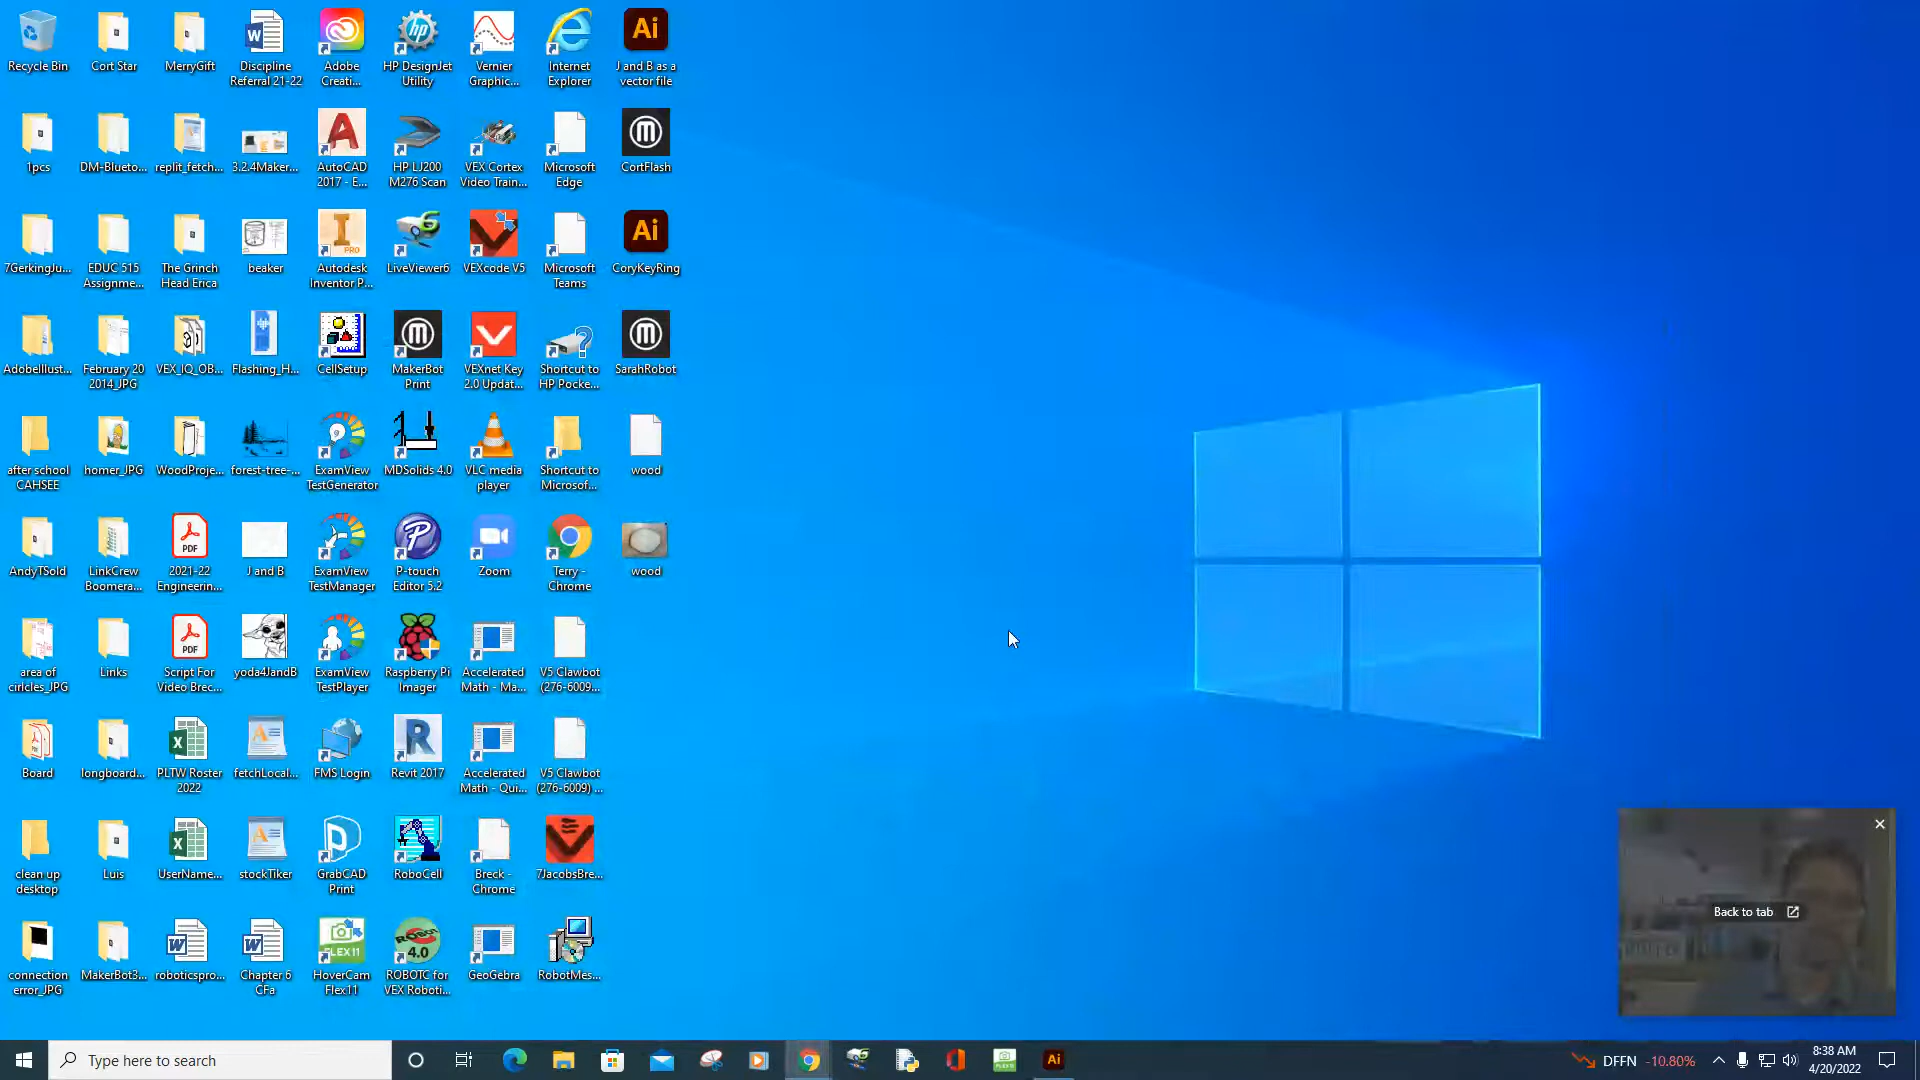 Recycle Bin
Cort Star
MerryGift
Discipline
Referral 21-22
Adobe
Creati...
HP DesignJet
Utility
Vernier
Graphic...
Internet
Explorer
J and B as a
vector file
1pcs
DM-Blueto...
replit_fetch...
3.2.4Maker...
AutoCAD
2017 - E...
HP LJ200
M276 Scan
VEX Cortex
Video Train...
Microsoft
Edge
CortFlash
7GerkingJu...
EDUC 515
Assignme...
The Grinch
Head Erica
beaker
Autodesk
Inventor P...
LiveViewer6
VEXcode V5
Microsoft
Teams
CoryKeyRing
AdobeIllust...
February 20
2014_JPG
VEX_IQ_OB...
Flashing_H...
CellSetup
MakerBot
Print
VEXnet Key
2.0 Updat...
Shortcut to
HP Pocke...
SarahRobot
after school
CAHSEE
homer_JPG
WoodProje...
forest-tree-...
ExamView
TestGenerator
MDSolids 4.0
VLC media
player
Shortcut to
Microsof...
wood
AndyTSold
LinkCrew
Boomera...
2021-22
Engineerin...
J and B
ExamView
TestManager
P-touch
Editor 5.2
Zoom
Terry -
Chrome
wood
area of
ciricles_JPG
Links
Script For
Video Brec...
yoda4JandB
ExamView
TestPlayer
Raspberry Pi
Imager
Accelerated
Math - Ma...
V5 Clawbot
(276-6009...
Board
longboard...
PLTW Roster
2022
fetchLocal...
FMS Login
Revit 2017
Accelerated
Math - Qui...
V5 Clawbot
(276-6009) ...
clean up
desktop
Luis
UserName...
stockTiker
GrabCAD
Print
RoboCell
Breck -
Chrome
7JacobsBre...
connection
error_JPG
MakerBot3...
roboticspro...
Chapter 6
CFa
HoverCam
Flex11
ROBOTC for
VEX Roboti...
GeoGebra
RobotMes...
Back to tab
Type here to search
DFFN -10.80%
8:38 AM
4/20/2022